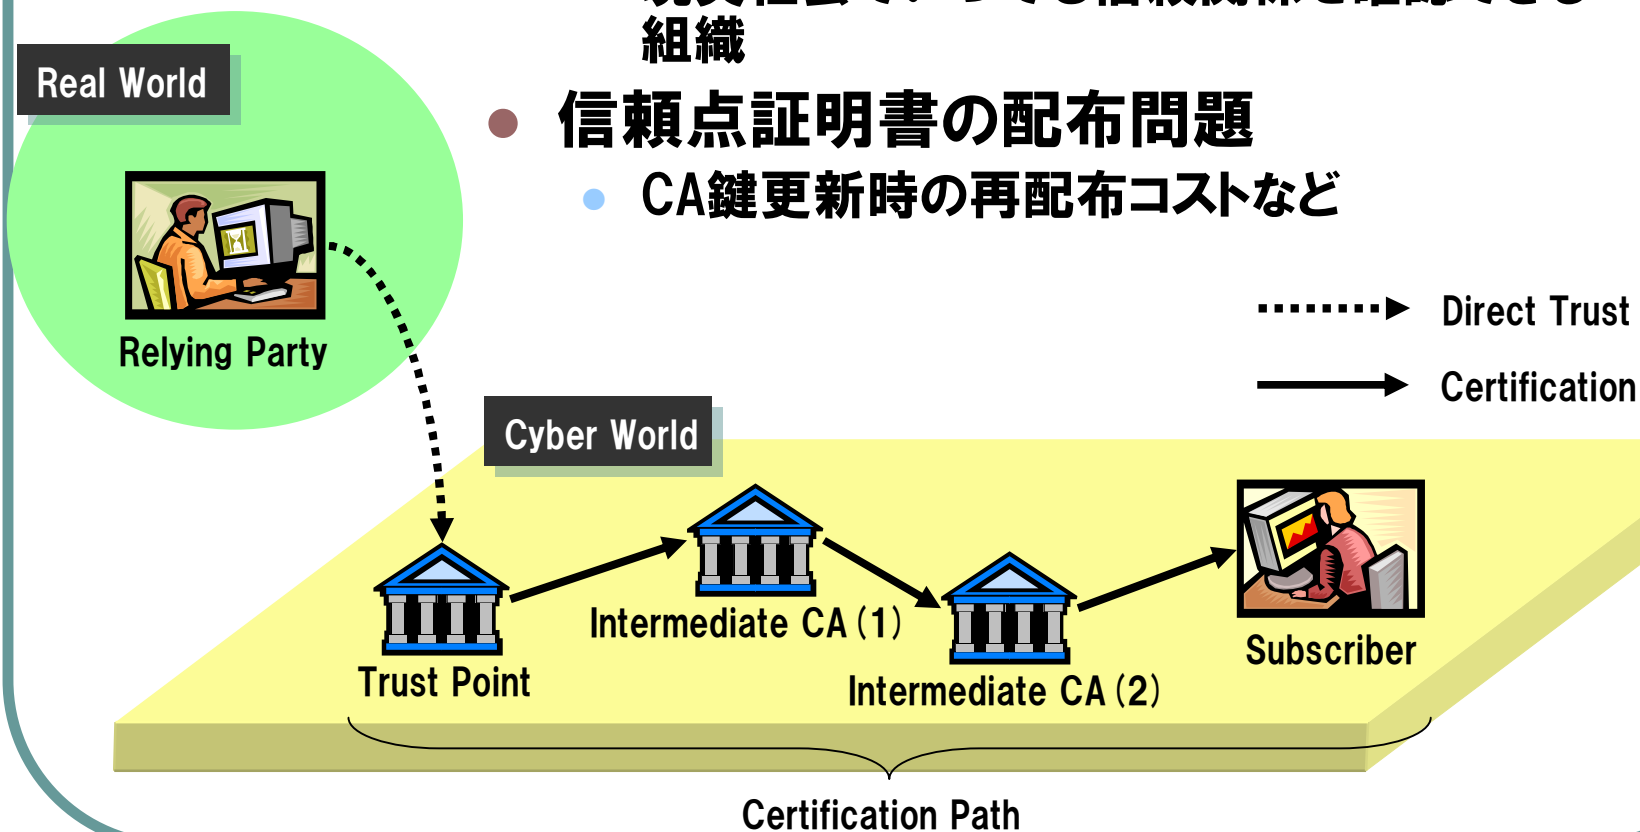 組織
Real World
● 信頼点証明書の配布問題
● CA鍵更新時の再配布コストなど
Relying Party
Direct Trust
Certification
Cyber World
Intermediate CA(1)
Subscriber
Trust Point
Intermediate CA(2)
Certification Path